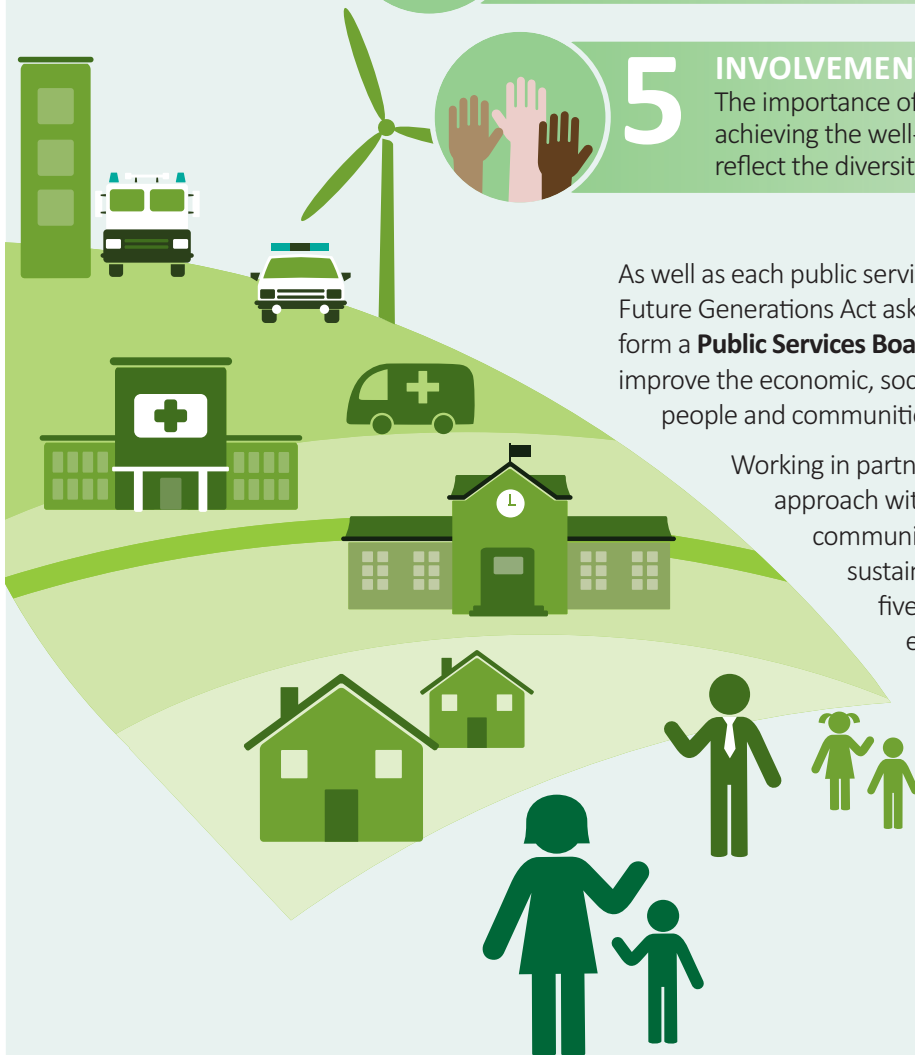 5
INVOLVEMEN
The importance of
achieving the well-
reflect the diversit
As well as each public servi
Future Generations Act ask
form a Public Services Boa
improve the economic, soc
people and communitie
Working in partn
approach wit
communi
sustain
five
e